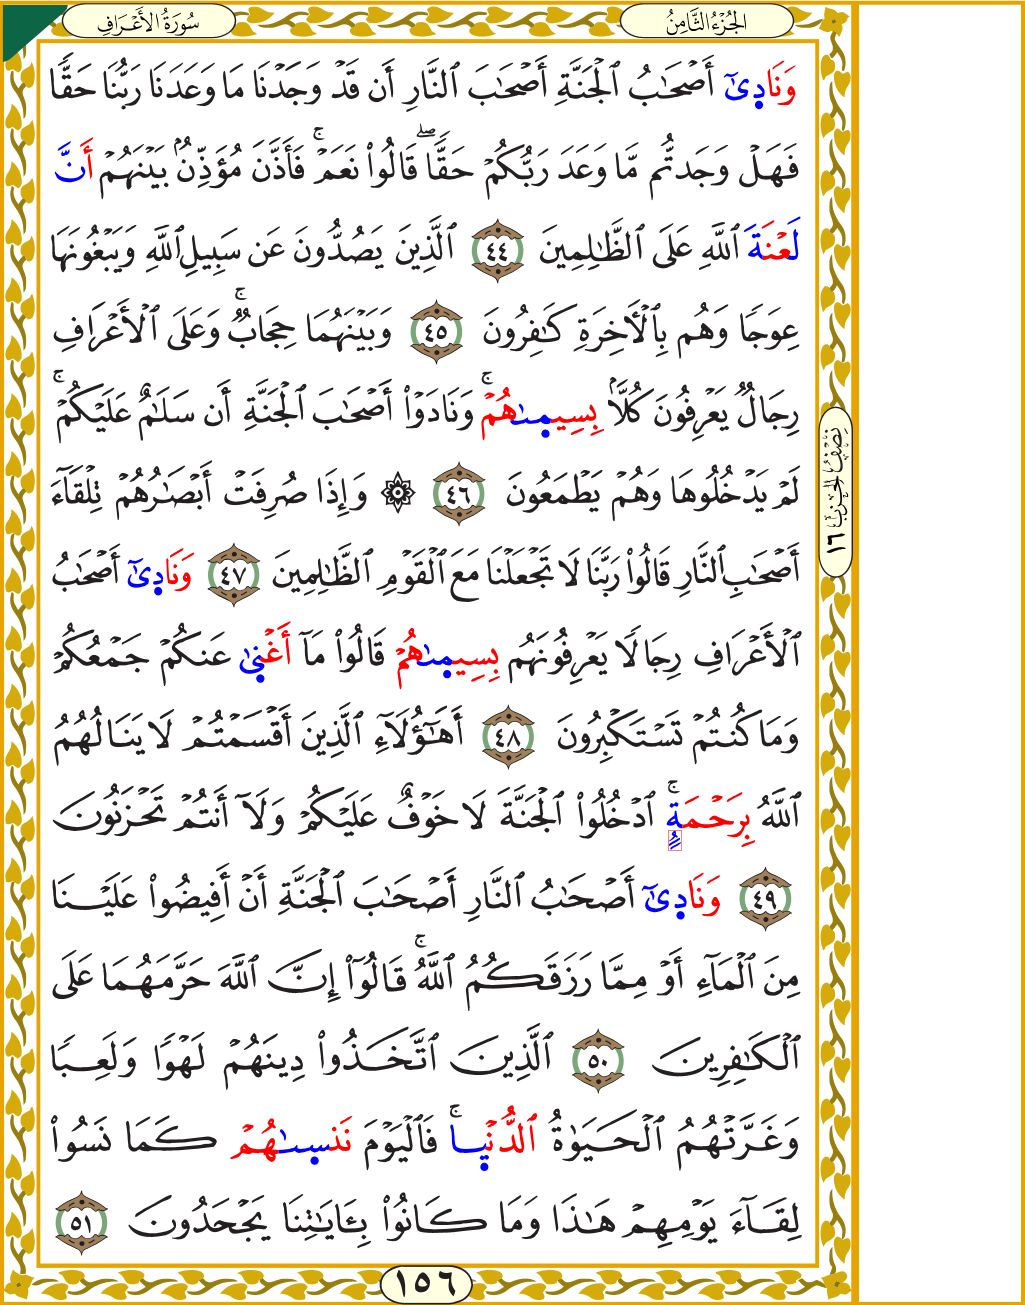 سُورَةُ الأَعْرَافِ
الجُزْءُ الثَّامِنُ
وَنَادِىٓ أَصْحَٰبُ ٱلْجَنَّةِ أَصْحَٰبَ ٱلنَّارِ أَن قَدْ وَجَدْنَا مَا وَعَدَنَا رَبُّنَا حَقًّا
فَهَلْ وَجَدتُّم مَّا وَعَدَ رَبُّكُمْ حَقًّاۖ قَالُوا۟ نَعَمْۚ فَأَذَّنَ مُؤَذِّنٌۢ بَيْنَهُمْ أَنَّ
لَعْنَةَ ٱللَّهِ عَلَى ٱلظَّٰلِمِينَ ٤٤ ٱلَّذِينَ يَصُدُّونَ عَن سَبِيلِ ٱللَّهِ وَيَبْغُونَهَا
عِوَجًا وَهُم بِٱلْأَخِرَةِ كَٰفِرُونَ ٤٥ وَبَيْنَهُمَا حِجَابٌۚ وَعَلَى ٱلْأَعْرَافِ
رِجَالٌ يَعْرِفُونَ كُلًّۢا بِسِيمىٰهُمْۚ وَنَادَوْا۟ أَصْحَٰبَ ٱلْجَنَّةِ أَن سَلَٰمٌ عَلَيْكُمْۚ
لَمْ يَدْخُلُوهَا وَهُمْ يَطْمَعُونَ ٤٦ ۞ وَإِذَا صُرِفَتْ أَبْصَٰرُهُمْ تِلْقَآءَ
أَصْحَٰبِ ٱلنَّارِ قَالُوا۟ رَبَّنَا لَا تَجْعَلْنَا مَعَ ٱلْقَوْمِ ٱلظَّٰلِمِينَ ٤٧ وَنَادِىٓ أَصْحَٰبُ
ٱلْأَعْرَافِ رِجَالًا يَعْرِفُونَهُم بِسِيمىٰهُمْ قَالُوا۟ مَآ أَغْنىٰ عَنكُمْ جَمْعُكُمْ
وَمَا كُنتُمْ تَسْتَكْبِرُونَ ٤٨ أَهَٰٓؤُلَآءِ ٱلَّذِينَ أَقْسَمْتُمْ لَا يَنَالُهُمُ
ٱللَّهُ بِرَحْمَةٍۚ ٱدْخُلُوا۟ ٱلْجَنَّةَ لَا خَوْفٌ عَلَيْكُمْ وَلَآ أَنتُمْ تَحْزَنُونَ
٤٩ وَنَادِىٓ أَصْحَٰبُ ٱلنَّارِ أَصْحَٰبَ ٱلْجَنَّةِ أَنْ أَفِيضُوا۟ عَلَيْنَا
مِنَ ٱلْمَآءِ أَوْ مِمَّا رَزَقَكُمُ ٱللَّهُۚ قَالُوٓا۟ إِنَّ ٱللَّهَ حَرَّمَهُمَا عَلَى
ٱلْكَٰفِرِينَ ٥٠ ٱلَّذِينَ ٱتَّخَذُوا۟ دِينَهُمْ لَهْوًا وَلَعِبًا
وَغَرَّتْهُمُ ٱلْحَيَوٰةُ ٱلدُّنْيِاۚ فَٱلْيَوْمَ نَنسىٰهُمْ كَمَا نَسُوا۟
لِقَآءَ يَوْمِهِمْ هَٰذَا وَمَا كَانُوا۟ بِـَٔايَٰتِنَا يَجْحَدُونَ ٥١
نِصْفُ الحِزْبِ ١٦
١٥٦